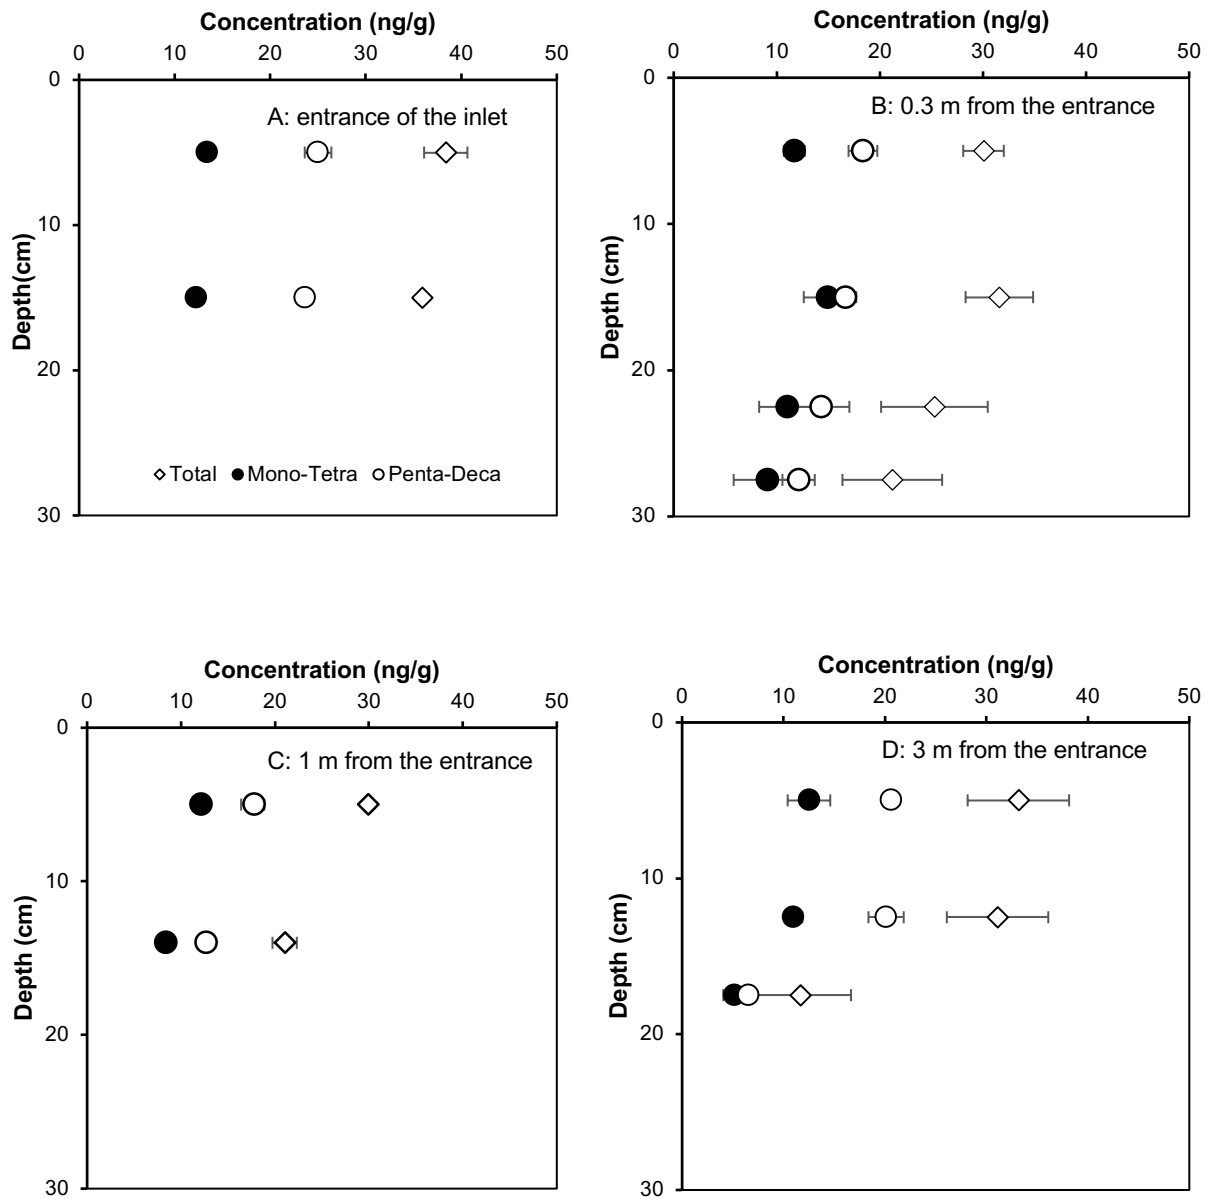 Concentration (ng/g)
0 10 20 30 40 50
0
A: entrance of the inlet
10
Depth(cm)
20
Total Mono-Tetra Penta-Deca
30
Concentration (ng/g)
0 10 20 30 40 50
0
B: 0.3 m from the entrance
10
Depth (cm)
20
30
Concentration (ng/g)
0 10 20 30 40 50
0
C: 1 m from the entrance
10
Depth (cm)
20
30
Concentration (ng/g)
0 10 20 30 40 50
0
D: 3 m from the entrance
10
Depth (cm)
20
30